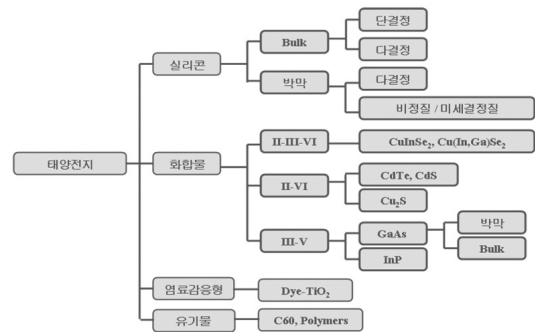 단결정
Bulk
다결정
실리콘
다결정
박막
비정질 / 미세결정질
II-III-VI
CuInSe₂, Cu(In,Ga)Se₂
태양전지
화합물
CdTe, CdS
II-VI
Cu₂S
박막
GaAs
III-V
Bulk
InP
염료감응형
Dye-TiO₂
유기물
C60, Polymers